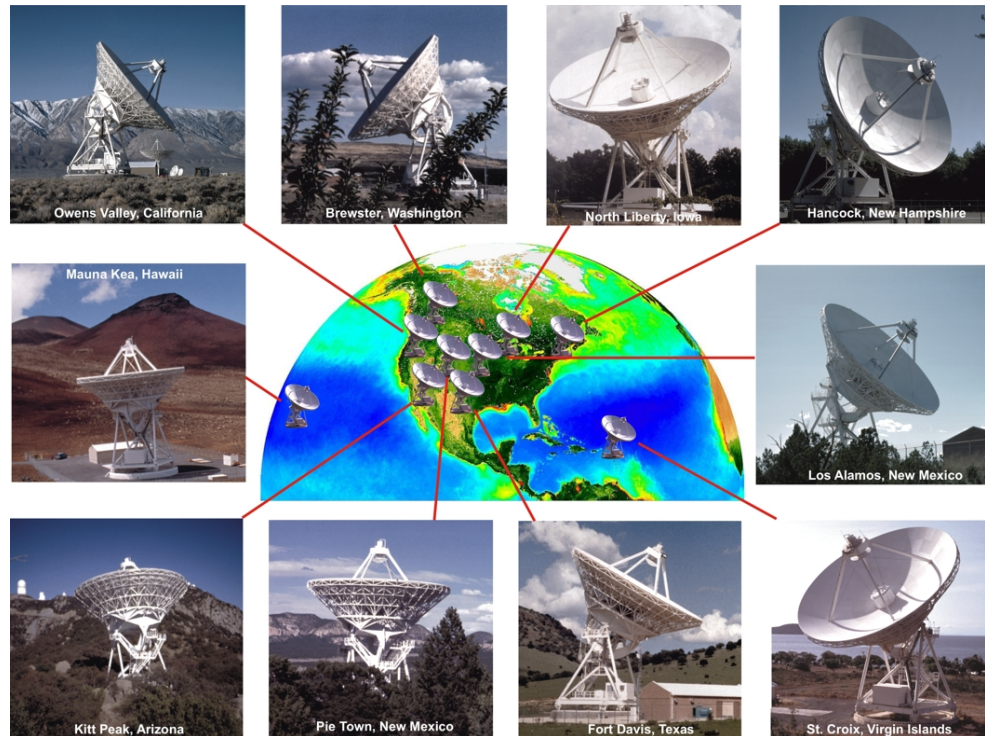 Owens Valley, California
Brewster, Washington
North Liberty, Iowa
Hancock, New Hampshire
Mauna Kea, Hawaii
Los Alamos, New Mexico
Kitt Peak, Arizona
Pie Town, New Mexico
Fort Davis, Texas
St. Croix, Virgin Islands